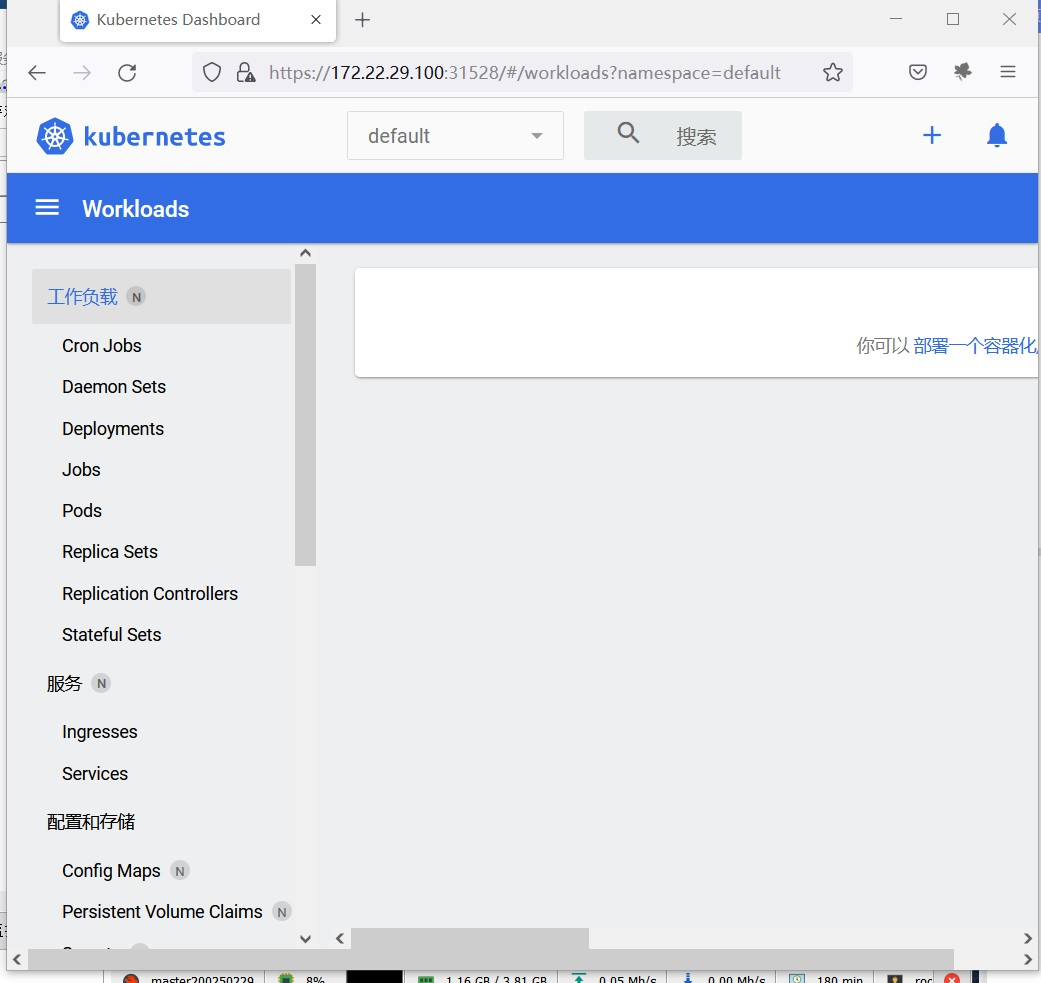 Kubernetes Dashboard
https://172.22.29.100:31528/#/workloads?namespace=default
kubernetes
default
搜索
Workloads
工作负载 N
你可以 部署一个容器化
Cron Jobs
Daemon Sets
Deployments
Jobs
Pods
Replica Sets
Replication Controllers
Stateful Sets
服务 N
Ingresses
Services
配置和存储
Config Maps N
Persistent Volume Claims N
master200250229 8% 1.16 GB / 3.81 GB 0.05 Mb/s 0.00 Mb/s 180 min